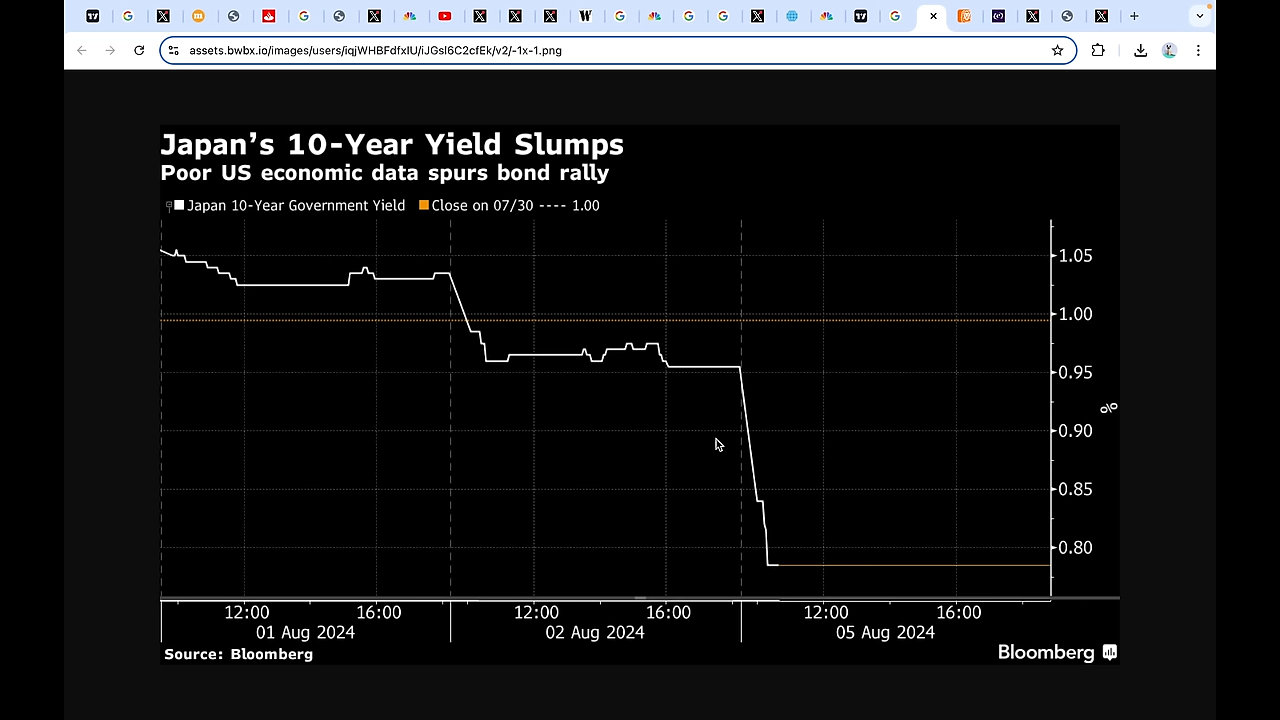 assets.bwbx.io/images/users/iqjWHBFdfxIU/iJGsI6C2cfEk/v2/-1x-1.png
Japan's 10-Year Yield Slumps
Poor US economic data spurs bond rally
Japan 10-Year Government Yield Close on 07/30 ---- 1.00
1.05
1.00
0.95
%
0.90
0.85
0.80
12:00 16:00 12:00 16:00 12:00 16:00
01 Aug 2024 02 Aug 2024 05 Aug 2024
Source: Bloomberg
Bloomberg